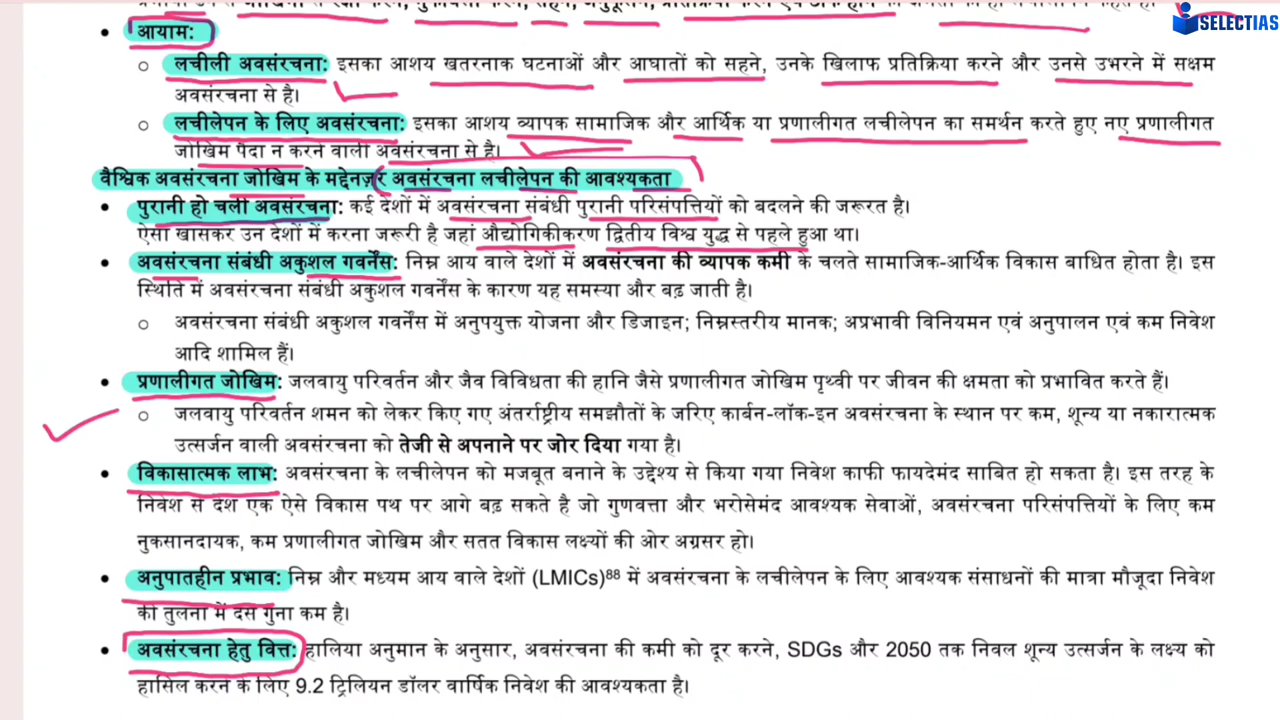 SELECTIAS
• आयाम:
○ लचीली अवसंरचना: इसका आशय खतरनाक घटनाओं और आघातों को सहने, उनके खिलाफ प्रतिक्रिया करने और उनसे उभरने में सक्षम
अवसंरचना से है।
○ लचीलेपन के लिए अवसंरचना: इसका आशय व्यापक सामाजिक और आर्थिक या प्रणालीगत लचीलेपन का समर्थन करते हुए नए प्रणालीगत
जोखिम पैदा न करने वाली अवसंरचना से है।
वैश्विक अवसंरचना जोखिम के मद्देनज़र अवसंरचना लचीलेपन की आवश्यकता
• पुरानी हो चली अवसंरचना: कई देशों में अवसंरचना संबंधी पुरानी परिसंपत्तियों को बदलने की जरूरत है।
ऐसा खासकर उन देशों में करना जरूरी है जहां औद्योगिकीकरण द्वितीय विश्व युद्ध से पहले हुआ था।
• अवसंरचना संबंधी अकुशल गवर्नेंस: निम्न आय वाले देशों में अवसंरचना की व्यापक कमी के चलते सामाजिक-आर्थिक विकास बाधित होता है। इस
स्थिति में अवसंरचना संबंधी अकुशल गवर्नेंस के कारण यह समस्या और बढ़ जाती है।
○ अवसंरचना संबंधी अकुशल गवर्नेंस में अनुपयुक्त योजना और डिजाइन; निम्नस्तरीय मानक; अप्रभावी विनियमन एवं अनुपालन एवं कम निवेश
आदि शामिल हैं।
• प्रणालीगत जोखिम: जलवायु परिवर्तन और जैव विविधता की हानि जैसे प्रणालीगत जोखिम पृथ्वी पर जीवन की क्षमता को प्रभावित करते हैं।
○ जलवायु परिवर्तन शमन को लेकर किए गए अंतर्राष्ट्रीय समझौतों के जरिए कार्बन-लॉक-इन अवसंरचना के स्थान पर कम, शून्य या नकारात्मक
उत्सर्जन वाली अवसंरचना को तेजी से अपनाने पर जोर दिया गया है।
• विकासात्मक लाभ: अवसंरचना के लचीलेपन को मजबूत बनाने के उद्देश्य से किया गया निवेश काफी फायदेमंद साबित हो सकता है। इस तरह के
निवेश से देश एक ऐसे विकास पथ पर आगे बढ़ सकते है जो गुणवत्ता और भरोसेमंद आवश्यक सेवाओं, अवसंरचना परिसंपत्तियों के लिए कम
नुकसानदायक, कम प्रणालीगत जोखिम और सतत विकास लक्ष्यों की ओर अग्रसर हो।
• अनुपातहीन प्रभाव: निम्न और मध्यम आय वाले देशों (LMICs)⁸⁸ में अवसंरचना के लचीलेपन के लिए आवश्यक संसाधनों की मात्रा मौजूदा निवेश
की तुलना में दस गुना कम है।
• अवसंरचना हेतु वित्त: हालिया अनुमान के अनुसार, अवसंरचना की कमी को दूर करने, SDGs और 2050 तक निवल शून्य उत्सर्जन के लक्ष्य को
हासिल करने के लिए 9.2 ट्रिलियन डॉलर वार्षिक निवेश की आवश्यकता है।